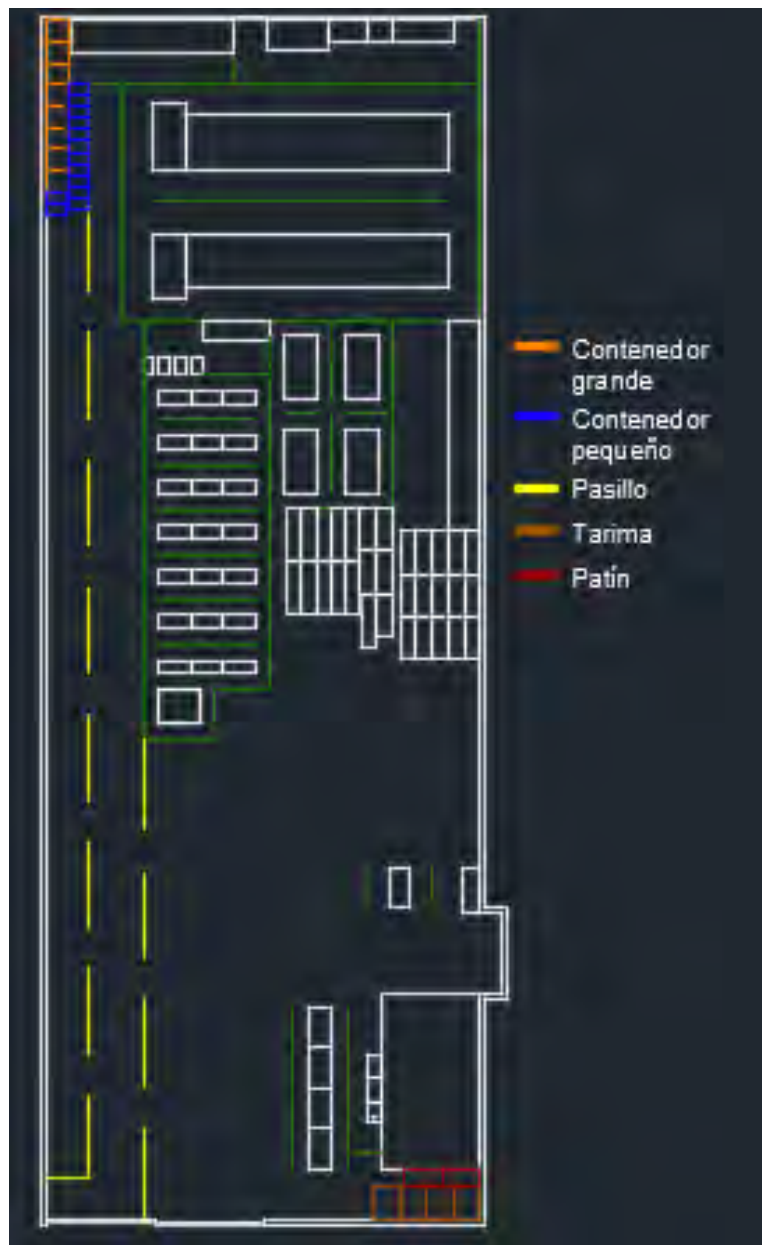 Contenedor
grande
Contenedor
pequeño
Pasillo
Tarima
Patín